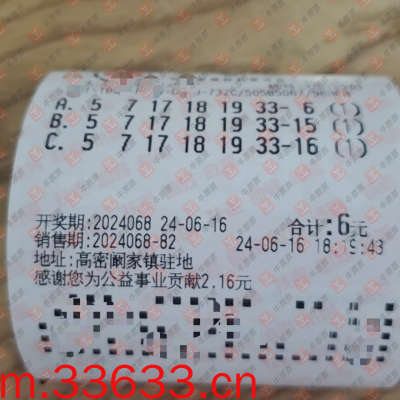 A. 5 7 17 18 19 33- 6 (1)
B. 5 7 17 18 19 33-15 (1)
C. 5 7 17 18 19 33-16 (1)
开奖期:2024068 24-06-16 合计:6元
销售期:2024068-82 24-06-16 18:15:43
地址:高密阚家镇驻地
感谢您为公益事业贡献2.16元
m.33633.cn